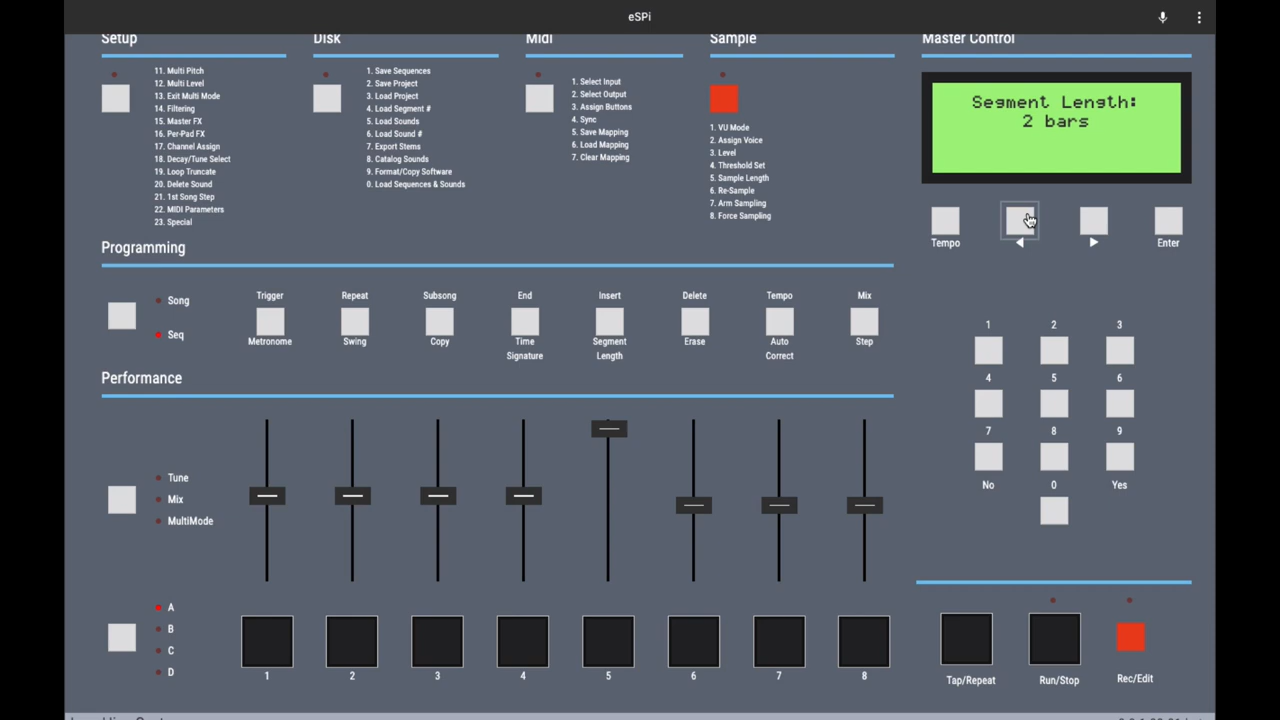 eSPi
Setup
11. Multi Pitch
12. Multi Level
13. Exit Multi Mode
14. Filtering
15. Master FX
16. Per-Pad FX
17. Channel Assign
18. Decay/Tune Select
19. Loop Truncate
20. Delete Sound
21. 1st Song Step
22. MIDI Parameters
23. Special
Disk
1. Save Sequences
2. Save Project
3. Load Project
4. Load Segment #
5. Load Sounds
6. Load Sound #
7. Export Stems
8. Catalog Sounds
9. Format/Copy Software
0. Load Sequences & Sounds
Midi
1. Select Input
2. Select Output
3. Assign Buttons
4. Sync
5. Save Mapping
6. Load Mapping
7. Clear Mapping
Sample
1. VU Mode
2. Assign Voice
3. Level
4. Threshold Set
5. Sample Length
6. Re-Sample
7. Arm Sampling
8. Force Sampling
Master Control
Segment Length:
2 bars
Tempo
◀
▶
Enter
Programming
Song
Seq
Trigger
Repeat
Subsong
End
Insert
Delete
Tempo
Mix
Metronome
Swing
Copy
Time
Signature
Segment
Length
Erase
Auto
Correct
Step
1 2 3
4 5 6
7 8 9
No 0 Yes
Performance
Tune
Mix
MultiMode
A
B
C
D
1 2 3 4 5 6 7 8
Tap/Repeat
Run/Stop
Rec/Edit